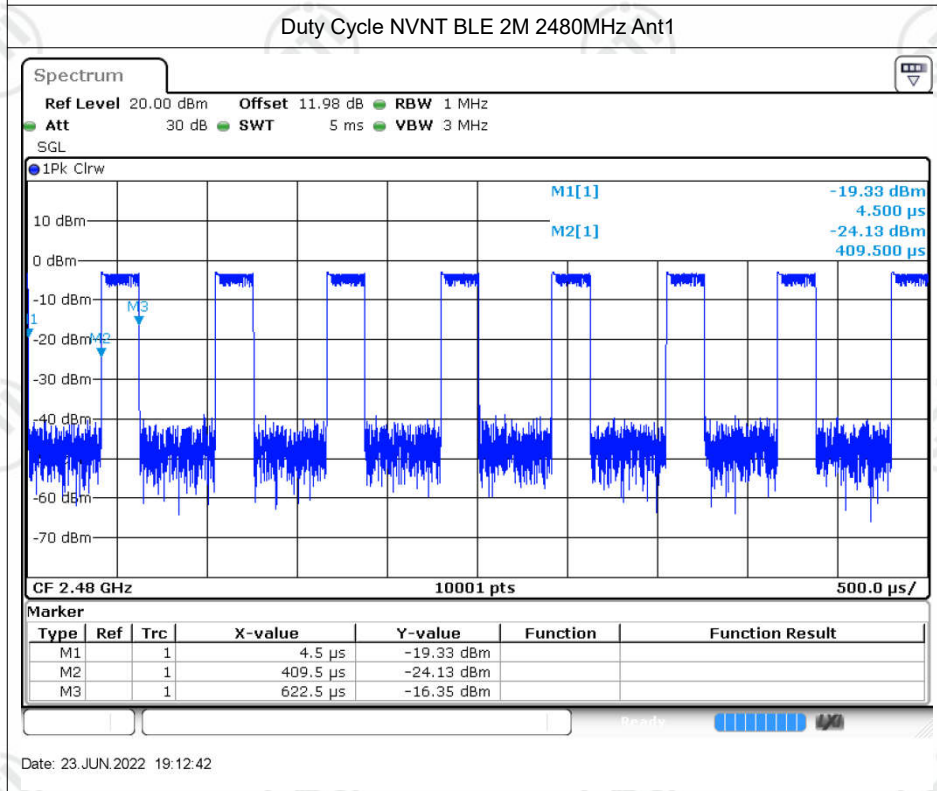 Duty Cycle NVNT BLE 2M 2480MHz Ant1
Spectrum
Ref Level 20.00 dBm Offset 11.98 dB RBW 1 MHz
Att 30 dB SWT 5 ms VBW 3 MHz
SGL
1Pk Clrw
M1[1] -19.33 dBm
4.500 µs
10 dBm
M2[1] -24.13 dBm
409.500 µs
0 dBm
-10 dBm
M3
1
-20 dBm
M2
-30 dBm
-40 dBm
-60 dBm
-70 dBm
CF 2.48 GHz 10001 pts 500.0 µs/
Marker
Type Ref Trc X-value Y-value Function Function Result
M1 1 4.5 µs -19.33 dBm
M2 1 409.5 µs -24.13 dBm
M3 1 622.5 µs -16.35 dBm
Ready LXI
Date: 23.JUN.2022 19:12:42